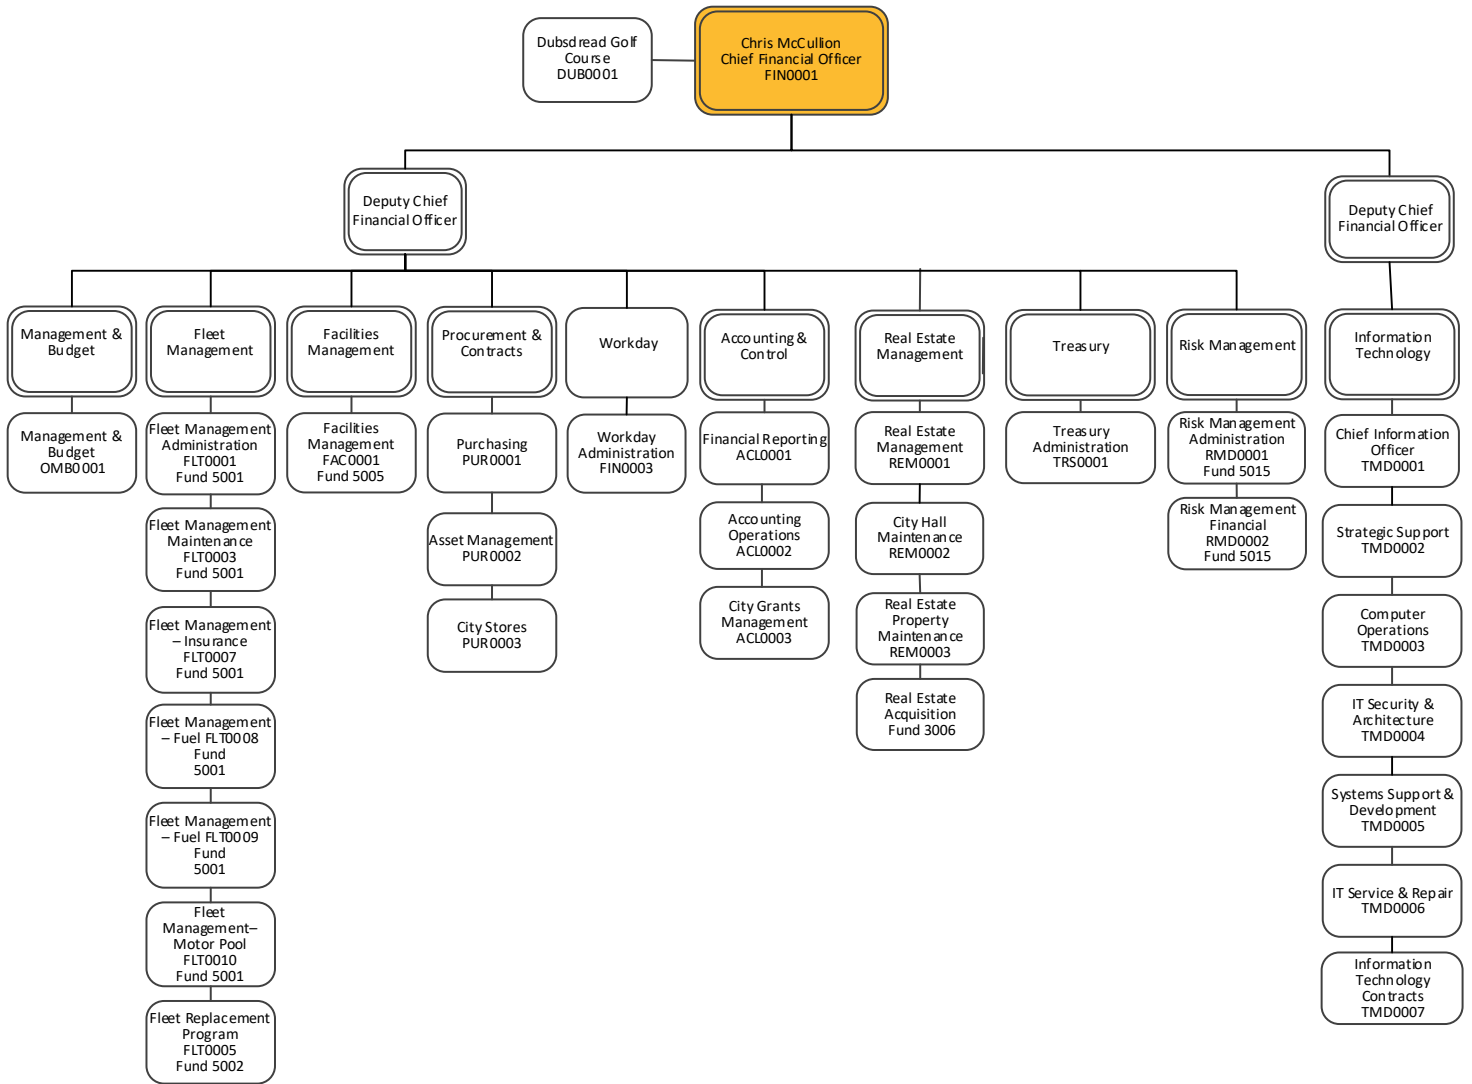 Dubsdread Golf
Course
DUB0001
Chris McCullion
Chief Financial Officer
FIN0001
Deputy Chief
Financial Officer
Deputy Chief
Financial Officer
Management &
Budget
Fleet
Management
Facilities
Management
Procurement &
Contracts
Workday
Accounting &
Control
Real Estate
Management
Treasury
Risk Management
Information
Technology
Management &
Budget
OMB0001
Fleet Management
Administration
FLT0001
Fund 5001
Fleet Management
Maintenance
FLT0003
Fund 5001
Fleet Management
– Insurance
FLT0007
Fund 5001
Fleet Management
– Fuel FLT0008
Fund
5001
Fleet Management
– Fuel FLT0009
Fund
5001
Fleet
Management–
Motor Pool
FLT0010
Fund 5001
Fleet Replacement
Program
FLT0005
Fund 5002
Facilities
Management
FAC0001
Fund 5005
Purchasing
PUR0001
Asset Management
PUR0002
City Stores
PUR0003
Workday
Administration
FIN0003
Financial Reporting
ACL0001
Accounting
Operations
ACL0002
City Grants
Management
ACL0003
Real Estate
Management
REM0001
City Hall
Maintenance
REM0002
Real Estate
Property
Maintenance
REM0003
Real Estate
Acquisition
Fund 3006
Treasury
Administration
TRS0001
Risk Management
Administration
RMD0001
Fund 5015
Risk Management
Financial
RMD0002
Fund 5015
Chief Information
Officer
TMD0001
Strategic Support
TMD0002
Computer
Operations
TMD0003
IT Security &
Architecture
TMD0004
Systems Support &
Development
TMD0005
IT Service & Repair
TMD0006
Information
Technology
Contracts
TMD0007